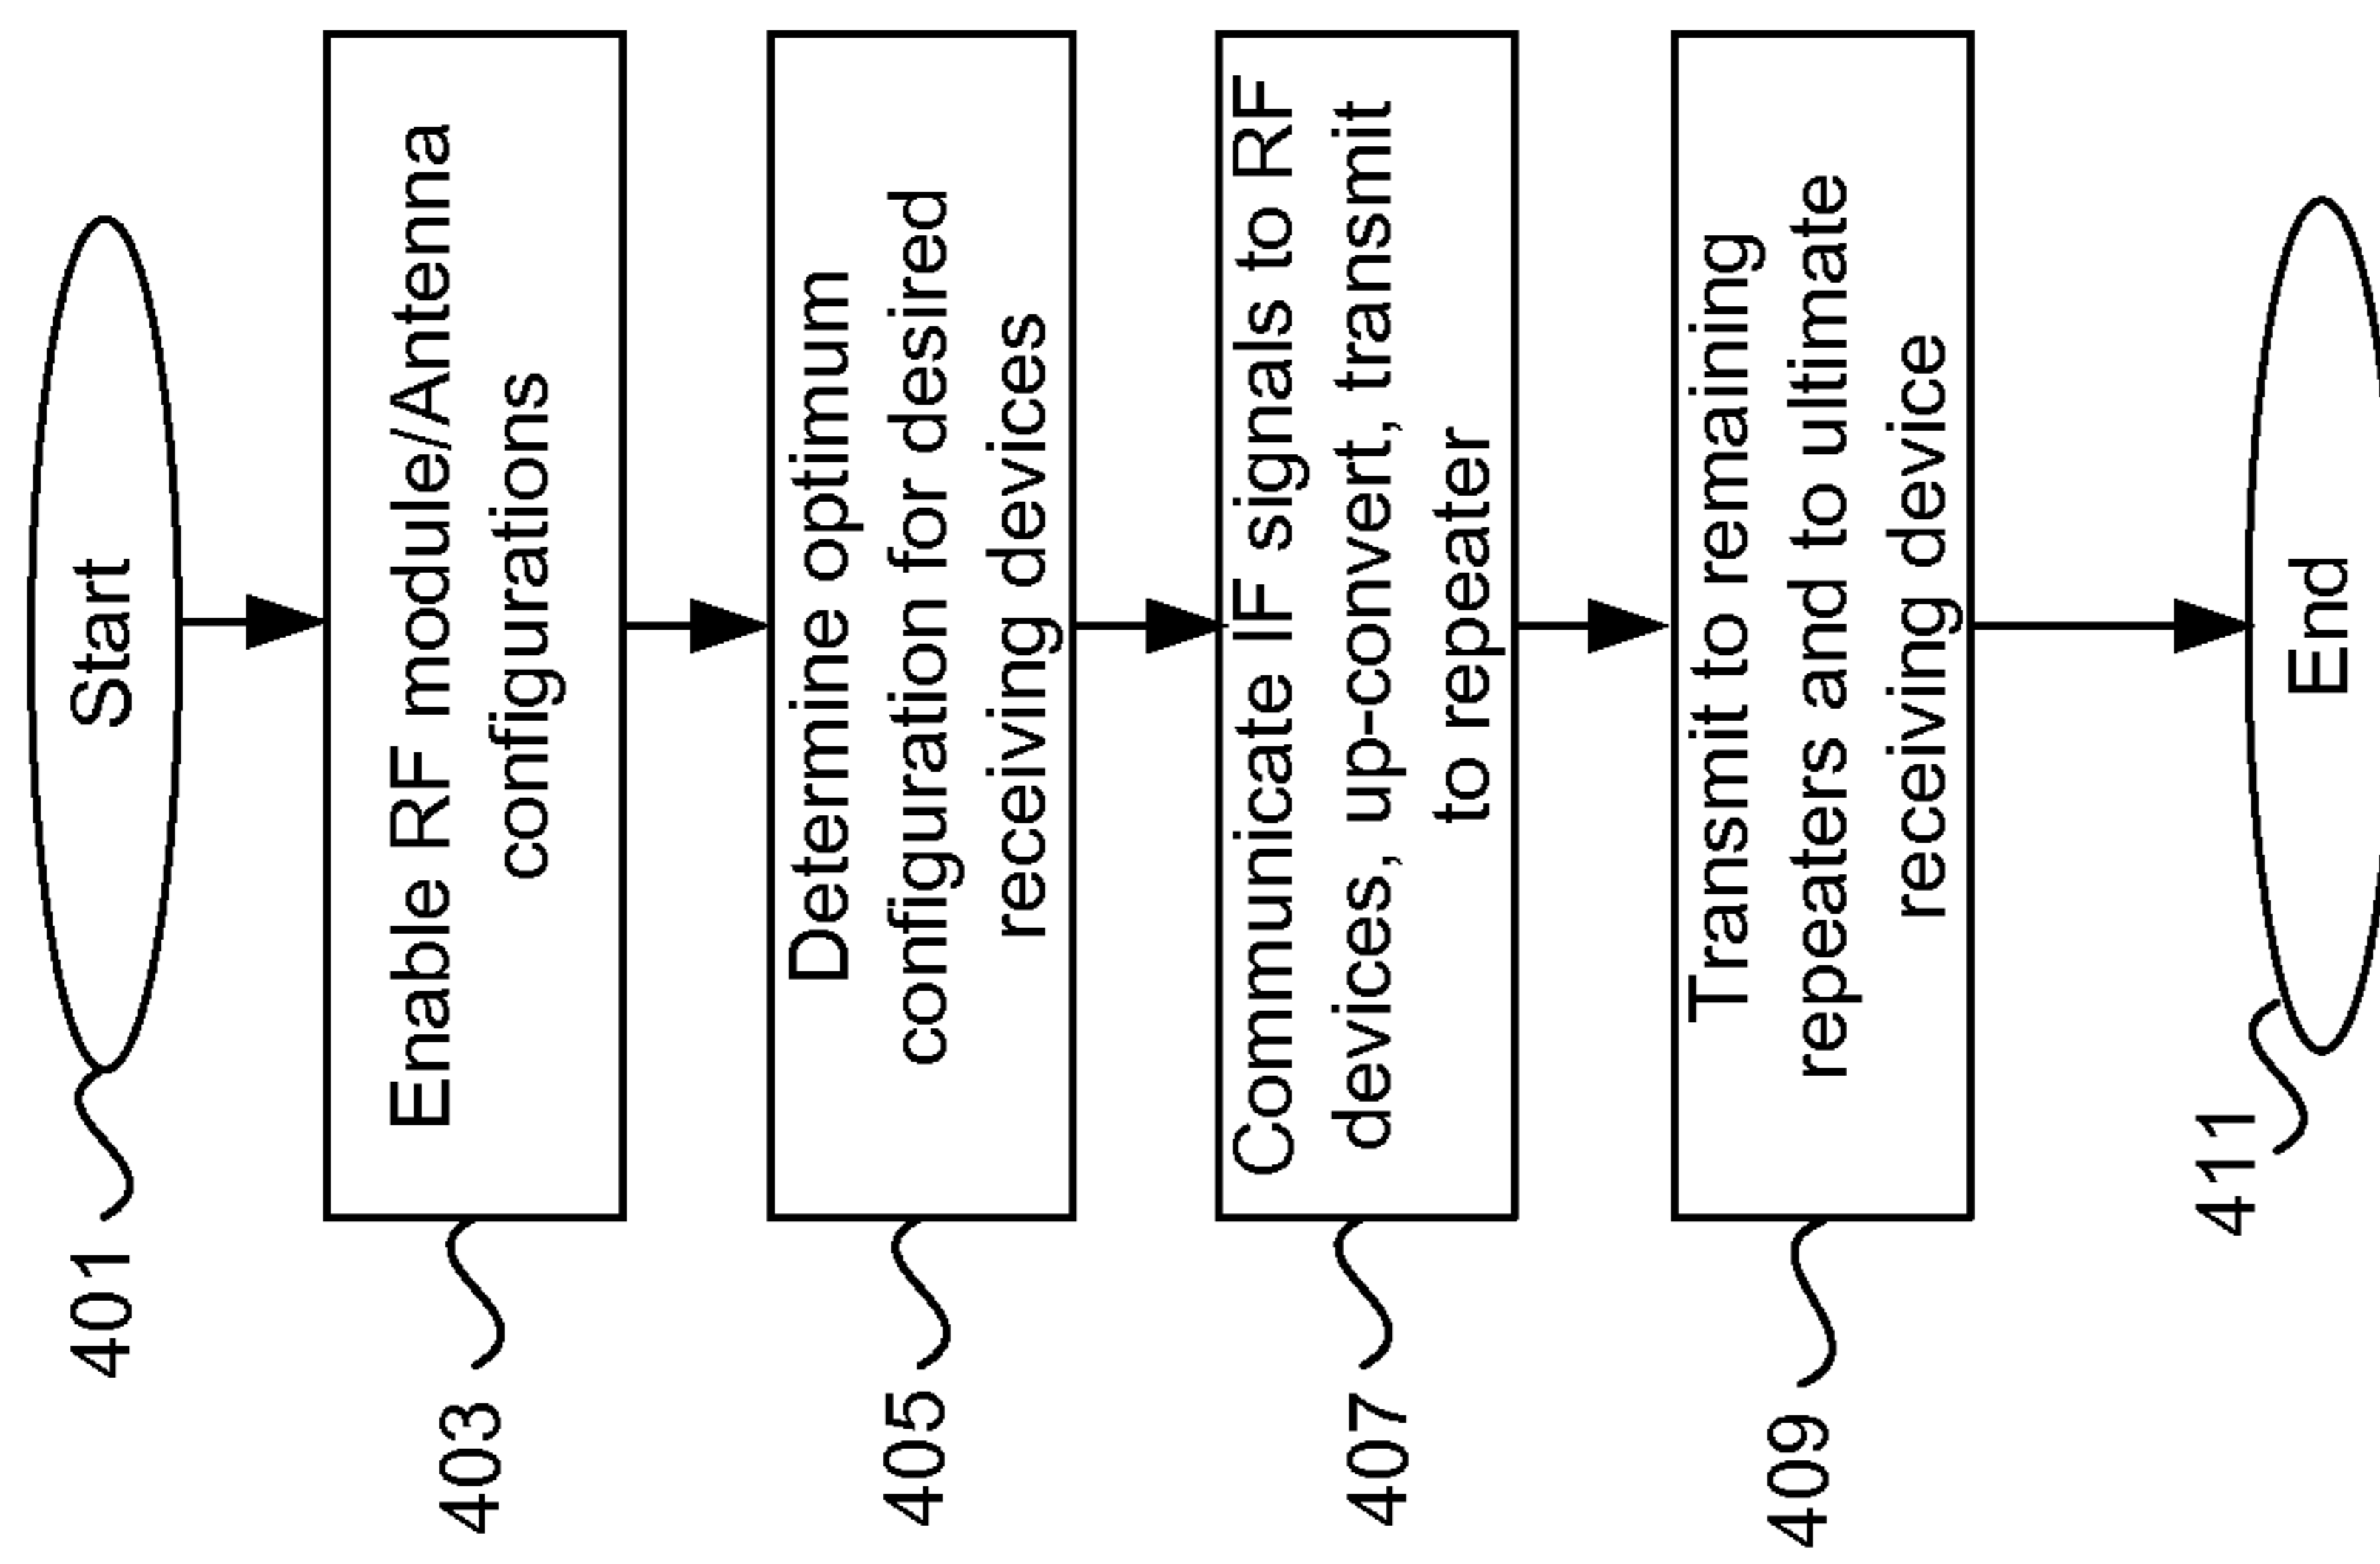 401
Start
403
Enable RF module//Antenna
configurations
405
Determine optimum
configuration for desired
receiving devices
407
Communicate IF signals to RF
devices, up-convert, transmit
to repeater
409
Transmit to remaining
repeaters and to ultimate
receiving device
411
End